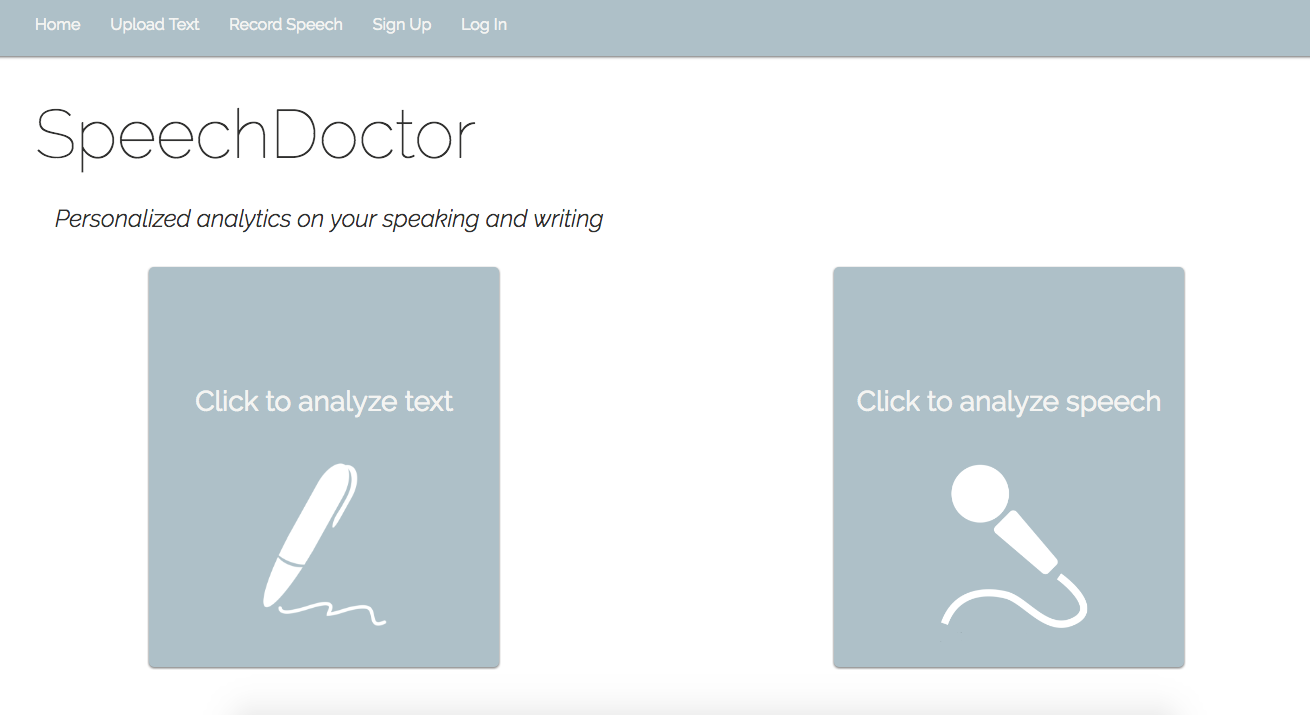 Home Upload Text Record Speech Sign Up Log In
SpeechDoctor
Personalized analytics on your speaking and writing
Click to analyze text
Click to analyze speech